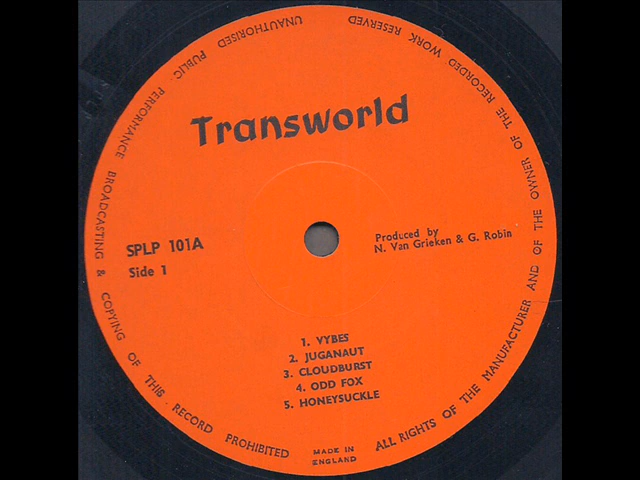 Transworld
SPLP 101A
Side 1
Produced by
N. Van Grieken & G. Robin
1. VYBES
2. JUGANAUT
3. CLOUDBURST
4. ODD FOX
5. HONEYSUCKLE
MADE IN
ENGLAND
ALL RIGHTS OF THE MANUFACTURER AND OF THE OWNER OF THE RECORDED WORK RESERVED
UNAUTHORISED PUBLIC PERFORMANCE BROADCASTING & COPYING OF THIS RECORD PROHIBITED